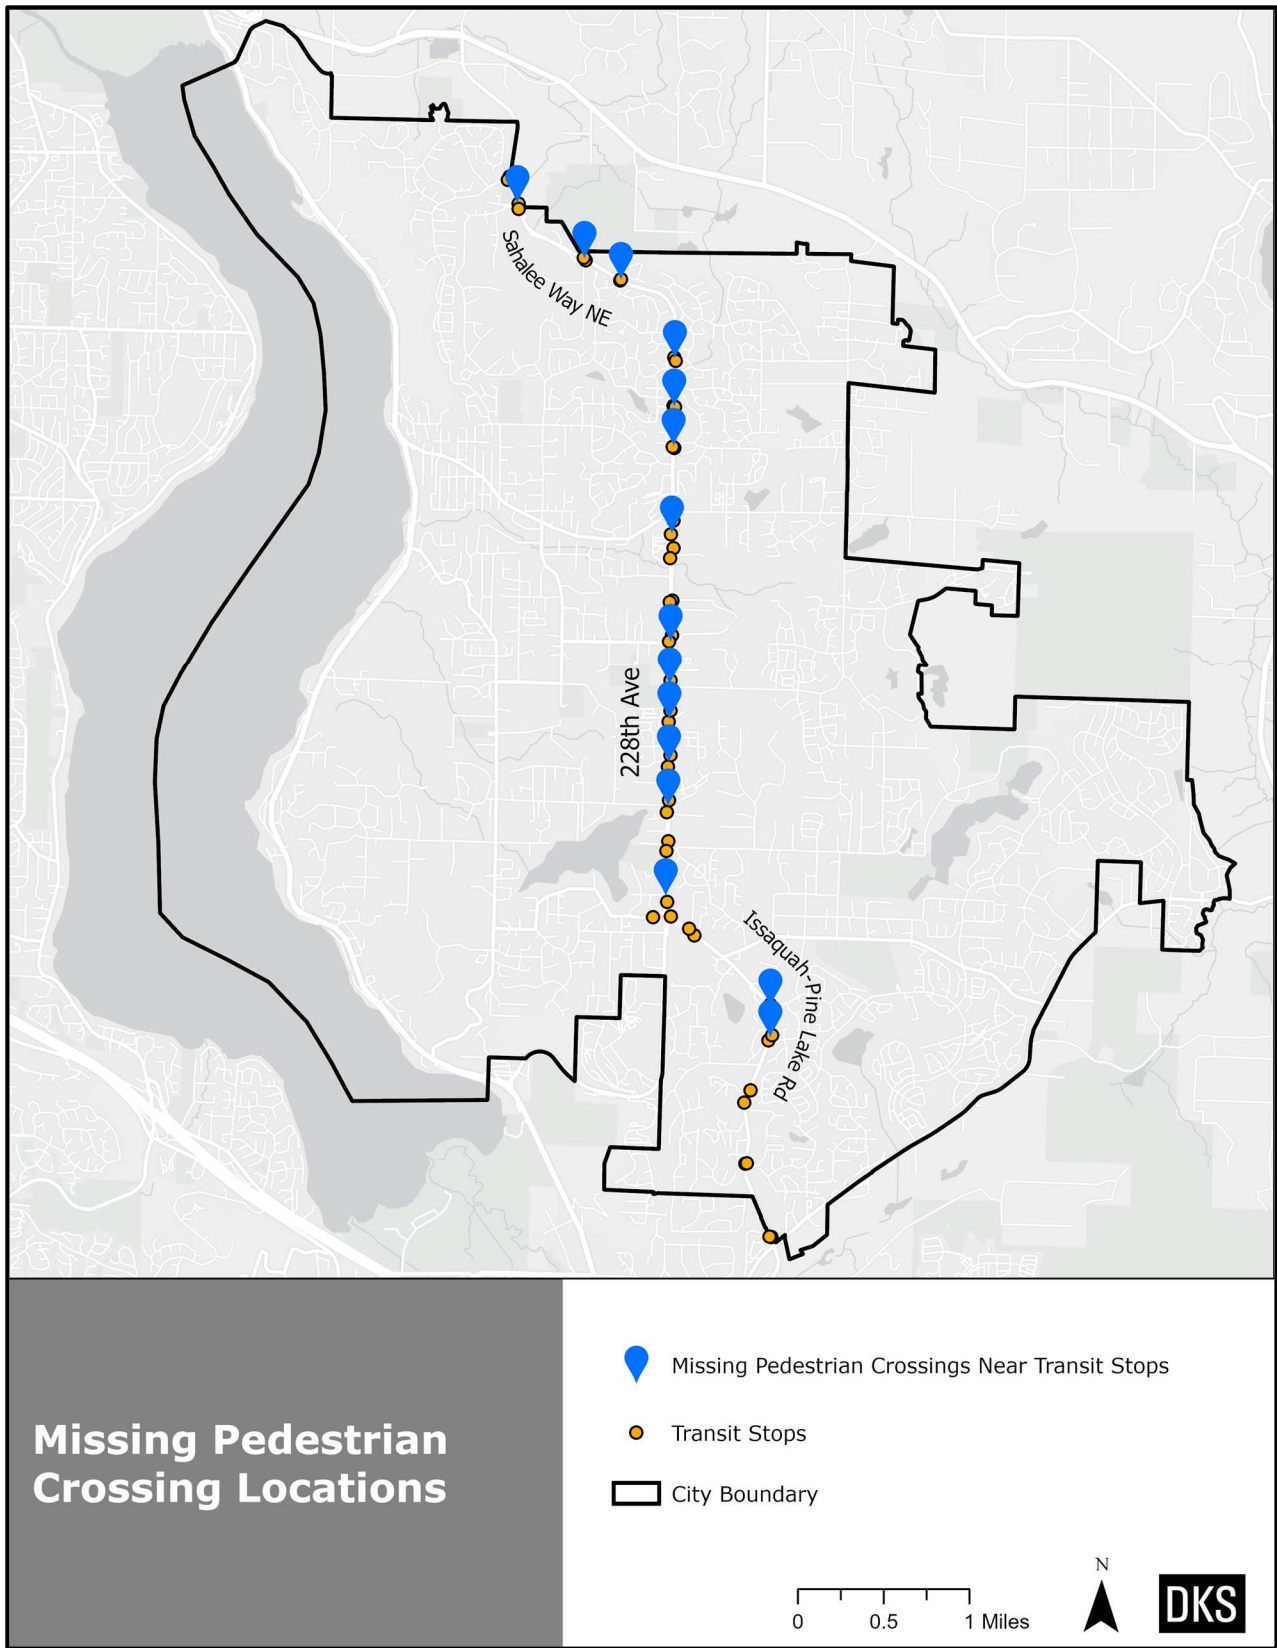 Sahalee Way NE
228th Ave
Issaquah-Pine Lake Rd
Missing Pedestrian
Crossing Locations
Missing Pedestrian Crossings Near Transit Stops
Transit Stops
City Boundary
N
0 0.5 1 Miles
DKS